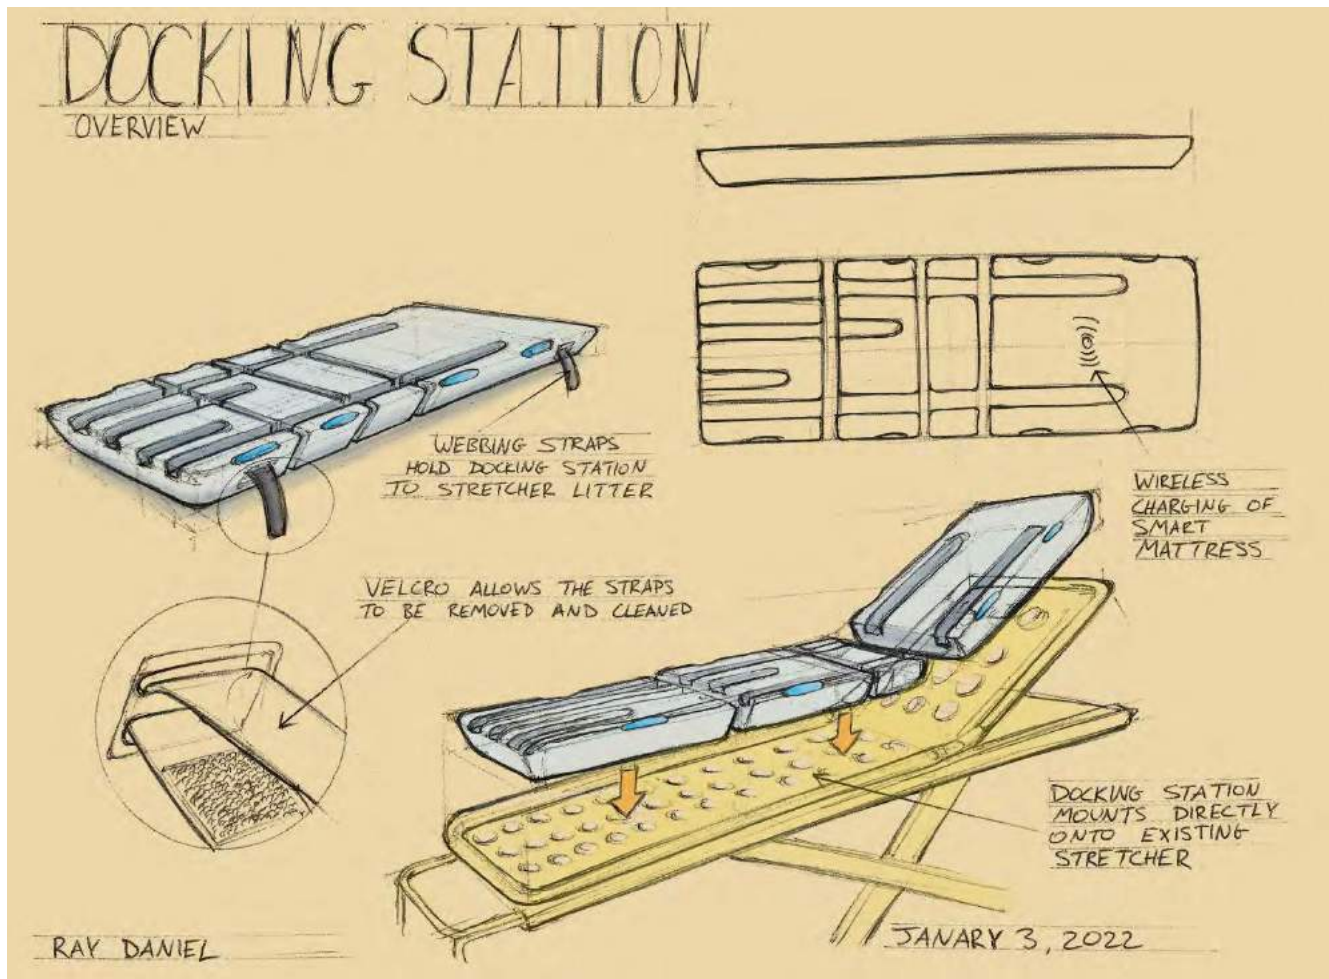 DOCKING STATION
OVERVIEW
WEBBING STRAPS
HOLD DOCKING STATION
TO STRETCHER LITTER
WIRELESS
CHARGING OF
SMART
MATTRESS
VELCRO ALLOWS THE STRAPS
TO BE REMOVED AND CLEANED
DOCKING STATION
MOUNTS DIRECTLY
ONTO EXISTING
STRETCHER
RAY DANIEL
JANARY 3, 2022